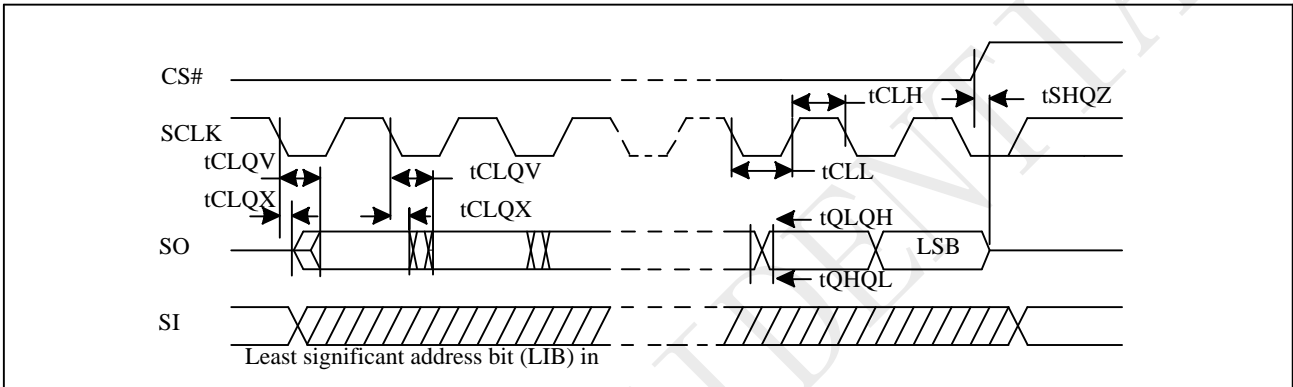 CS#
tCLH
tSHQZ
SCLK
tCLQV
tCLQV
tCLL
tCLQX
tCLQX
tQLQH
SO
LSB
tQHQL
SI
Least significant address bit (LIB) in